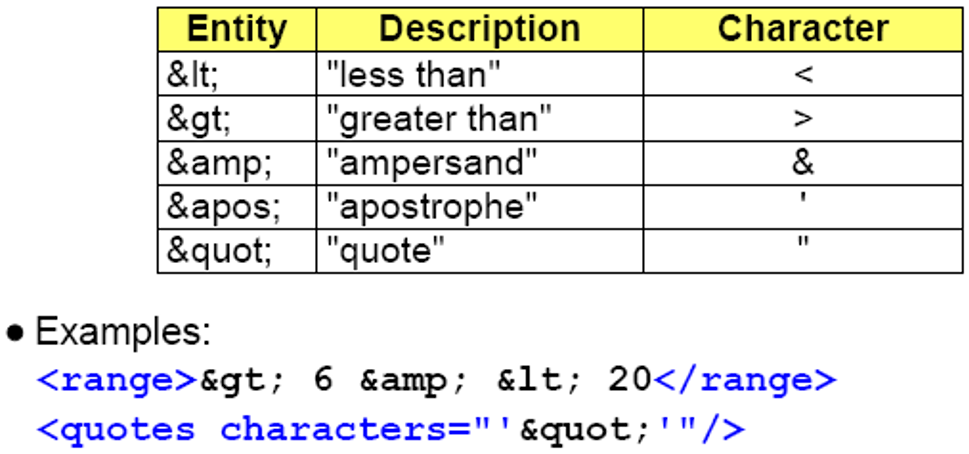 Entity Description Character
&lt; "less than" <
&gt; "greater than" >
&amp; "ampersand" &
&apos; "apostrophe" '
&quot; "quote" "
● Examples:
<range>&gt; 6 &amp; &lt; 20</range>
<quotes characters="'&quot;'"/>